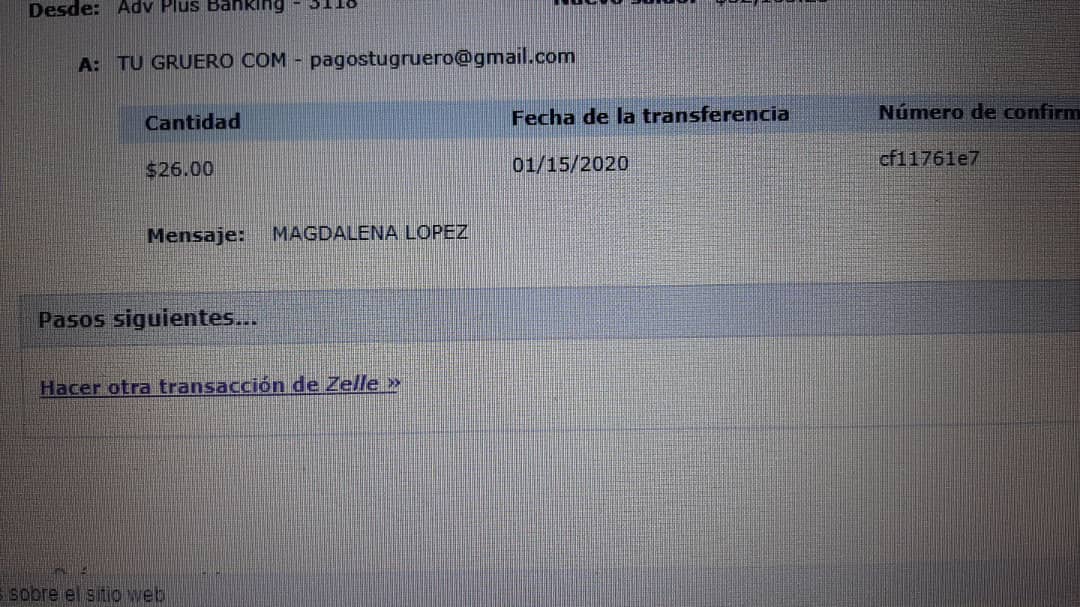 Desde: Adv Plus Banking - 3118
A: TU GRUERO COM - pagostugruero@gmail.com
Cantidad Fecha de la transferencia Número de confirm
$26.00 01/15/2020 cf11761e7
Mensaje: MAGDALENA LOPEZ
Pasos siguientes...
Hacer otra transacción de Zelle »
sobre el sitio web